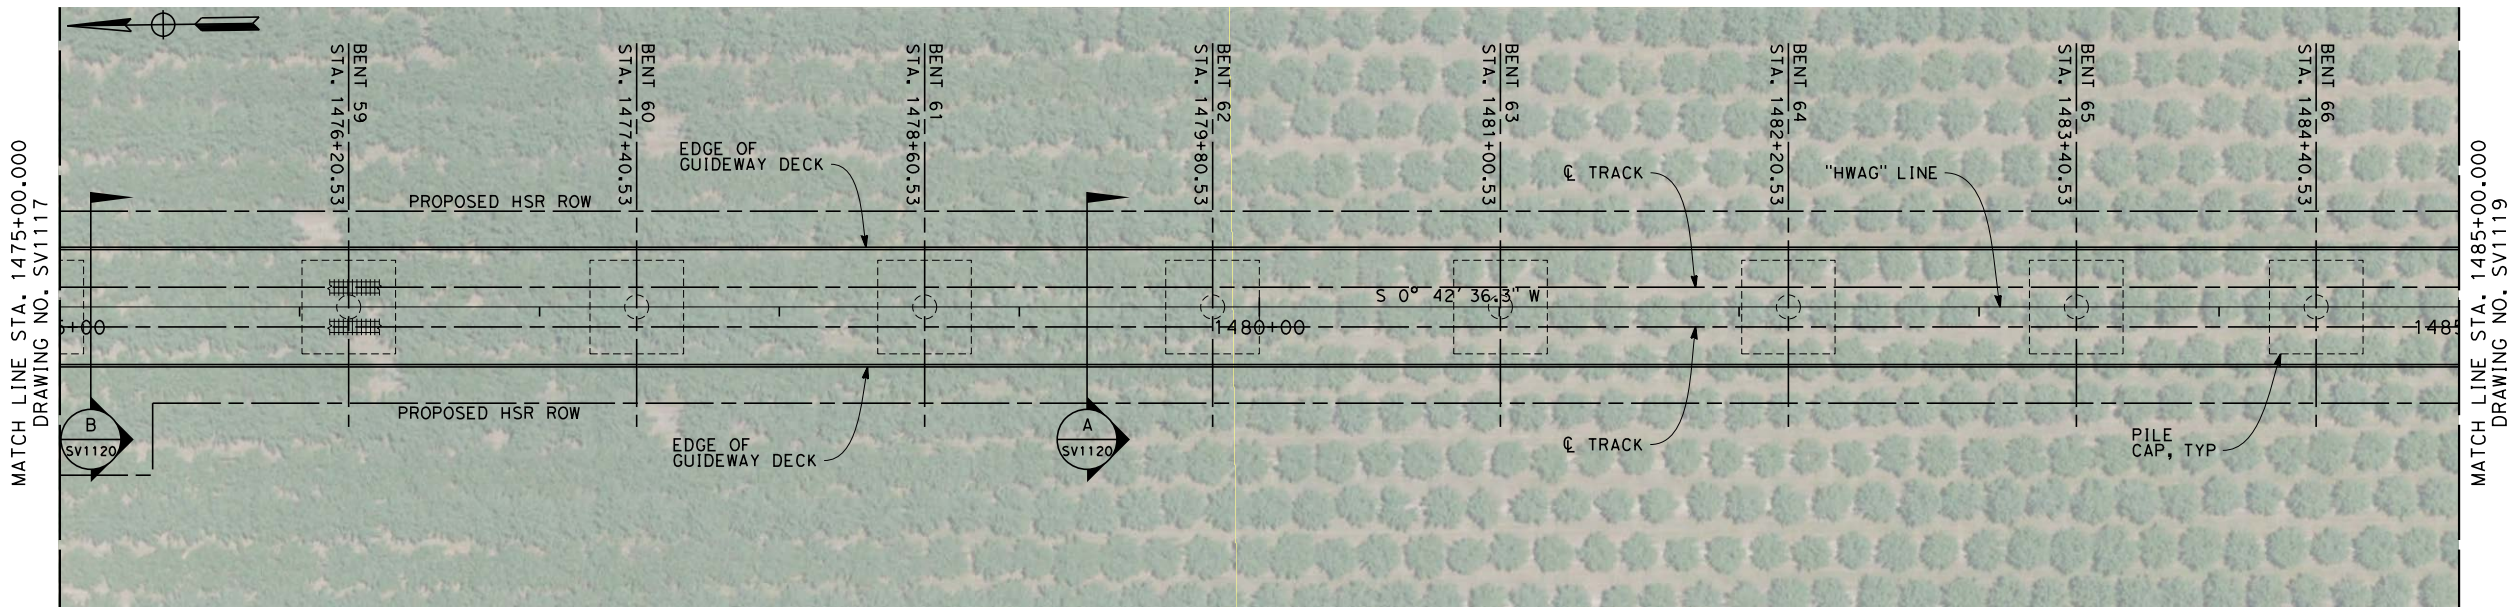 MATCH LINE STA. 1475+00.000
DRAWING NO. SV1117
BENT 59
STA. 1476+20.53
BENT 60
STA. 1477+40.53
BENT 61
STA. 1478+60.53
BENT 62
STA. 1479+80.53
BENT 63
STA. 1481+00.53
BENT 64
STA. 1482+20.53
BENT 65
STA. 1483+40.53
BENT 66
STA. 1484+40.53
EDGE OF
GUIDEWAY DECK
℄ TRACK
"HWAG" LINE
PROPOSED HSR ROW
S 0° 42' 36.3" W
5+00
1480+00
1485
PROPOSED HSR ROW
B
SV1120
A
SV1120
EDGE OF
GUIDEWAY DECK
℄ TRACK
PILE
CAP, TYP
MATCH LINE STA. 1485+00.000
DRAWING NO. SV1119